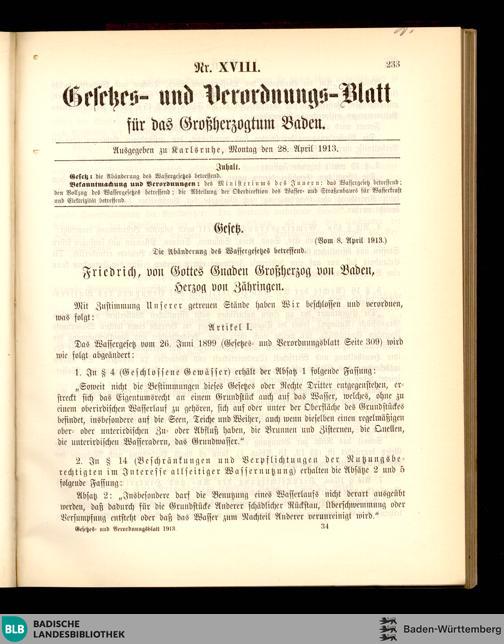 Nr. XVIII.
233
Gesetzes- und Verordnungs-Blatt
für das Großherzogtum Baden.
Ausgegeben zu Karlsruhe, Montag den 28. April 1913.
Inhalt.
Gesetz: die Abänderung des Wassergesetzes betreffend.
Bekanntmachung und Verordnungen: des Ministeriums des Innern: das Wassergesetz betreffend;
den Vollzug des Wassergesetzes betreffend; die Abteilung der Oberdirektion des Wasser- und Straßenbaues für Wasserkraft
und Elektrizität betreffend.
Gesetz.
(Vom 8. April 1913.)
Die Abänderung des Wassergesetzes betreffend.
Friedrich, von Gottes Gnaden Großherzog von Baden,
Herzog von Zähringen.
Mit Zustimmung Unserer getreuen Stände haben Wir beschlossen und verordnen,
was folgt:
Artikel I.
Das Wassergesetz vom 26. Juni 1899 (Gesetzes- und Verordnungsblatt Seite 309) wird
wie folgt abgeändert:
1. In § 4 (Geschlossene Gewässer) erhält der Absatz 1 folgende Fassung:
„Soweit nicht die Bestimmungen dieses Gesetzes oder Rechte Dritter entgegenstehen, er-
streckt sich das Eigentumsrecht an einem Grundstück auch auf das Wasser, welches, ohne zu
einem oberirdischen Wasserlauf zu gehören, sich auf oder unter der Oberfläche des Grundstückes
befindet, insbesondere auf die Seen, Teiche und Weiher, auch wenn dieselben einen regelmäßigen
ober- oder unterirdischen Zu- oder Abfluß haben, die Brunnen und Zisternen, die Quellen,
die unterirdischen Wasseradern, das Grundwasser.“
2. In § 14 (Beschränkungen und Verpflichtungen der Nutzungsbe-
rechtigten im Interesse allseitiger Wassernutzung) erhalten die Absätze 2 und 5
folgende Fassung:
Absatz 2: „Insbesondere darf die Benutzung eines Wasserlaufs nicht derart ausgeübt
werden, daß dadurch für die Grundstücke Anderer schädlicher Rückstau, Überschwemmung oder
Versumpfung entsteht oder daß das Wasser zum Nachteil Anderer verunreinigt wird.“
Gesetzes- und Verordnungsblatt 1913
34
BLB
BADISCHE
LANDESBIBLIOTHEK
Baden-Württemberg